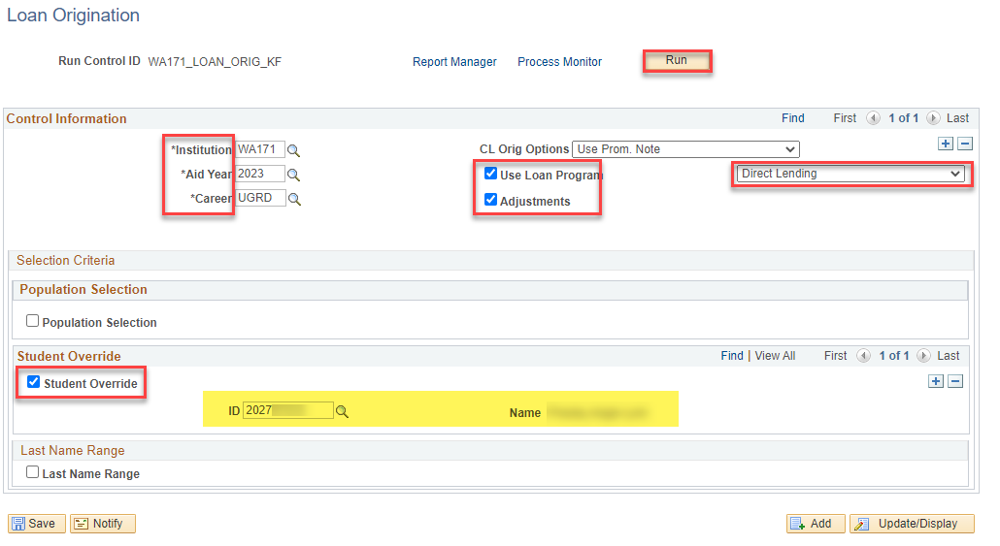 Loan Origination
Run Control ID WA171_LOAN_ORIG_KF Report Manager Process Monitor Run
Control Information Find First 1 of 1 Last
*Institution WA171 CL Orig Options Use Prom. Note
*Aid Year 2023 Use Loan Program Direct Lending
*Career UGRD Adjustments
Selection Criteria
Population Selection
Population Selection
Student Override Find | View All First 1 of 1 Last
Student Override
ID 2027 Name
Last Name Range
Last Name Range
Save Notify Add Update/Display